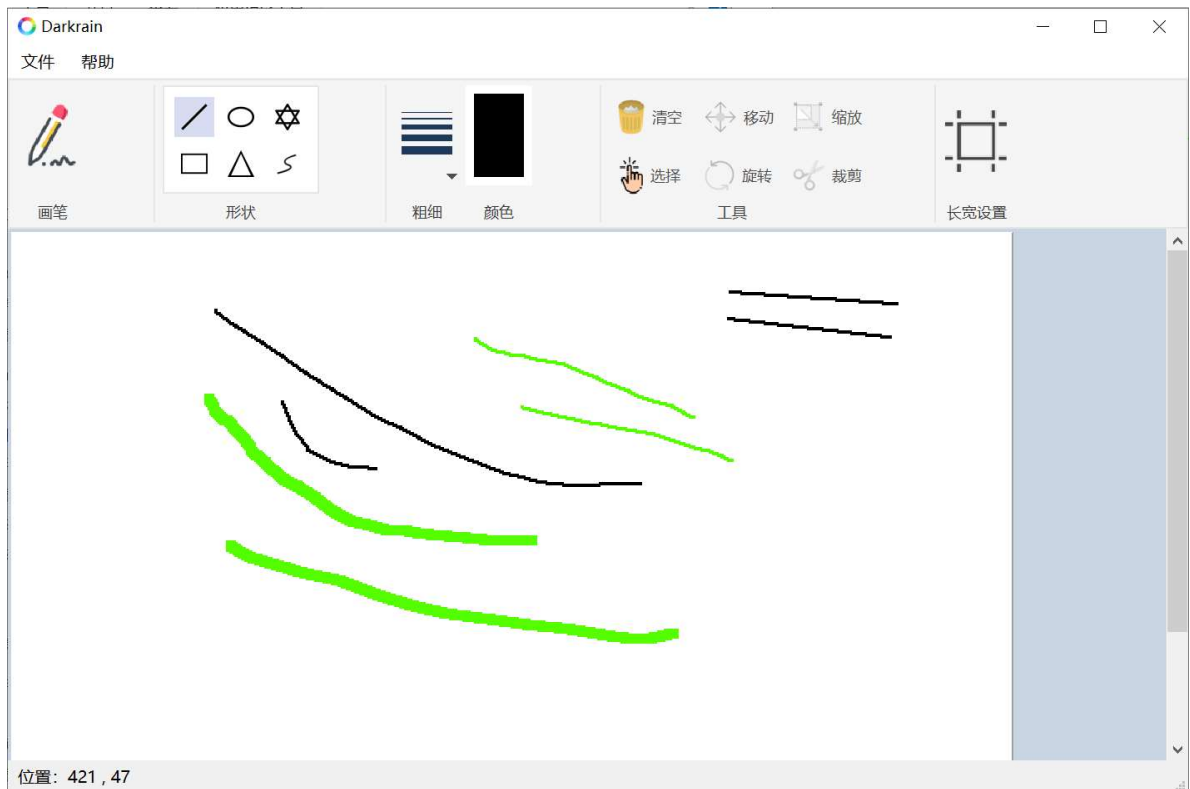 Darkrain
文件 帮助
清空 移动 缩放
选择 旋转 裁剪
画笔 形状 粗细 颜色 工具 长宽设置
位置: 421 , 47